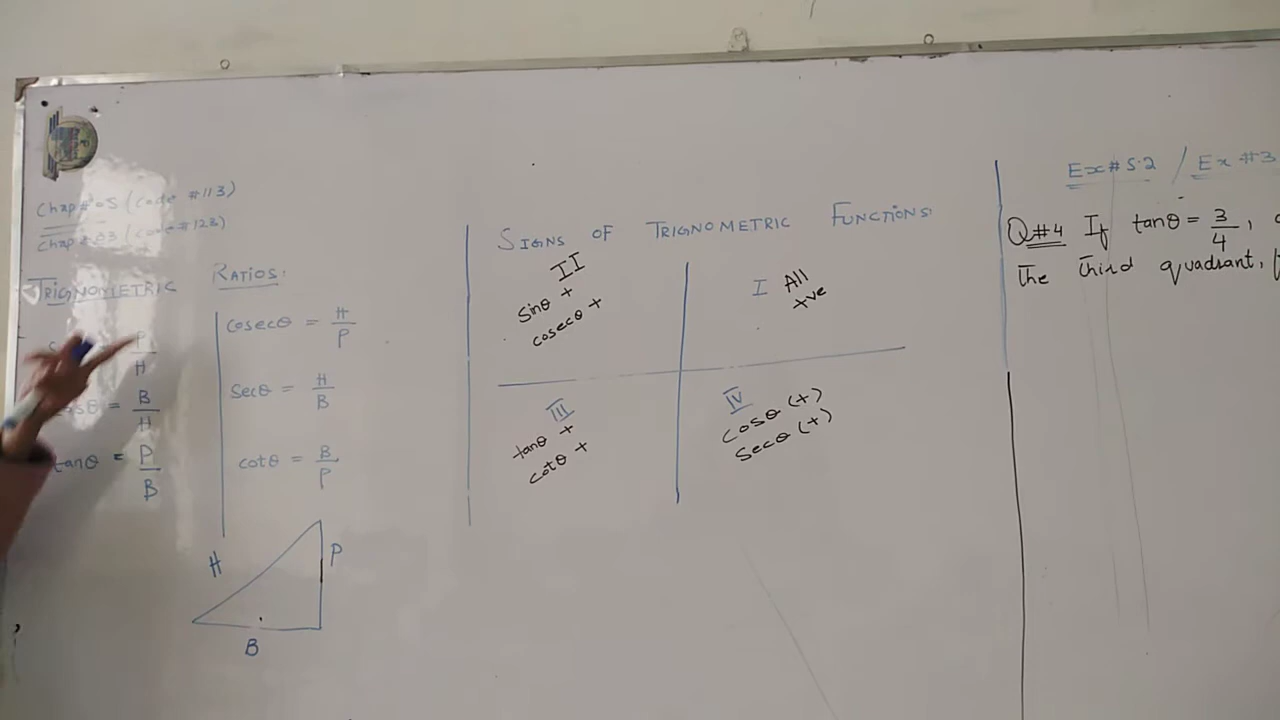 Chap # 05 (Code #113)
Chap # 03 (Code #123)
TRIGNOMETRIC RATIOS:
P/H
cosθ = B/H
tanθ = P/B
cosecθ = H/P
Secθ = H/B
cotθ = B/P
H
P
B
SIGNS OF TRIGNOMETRIC FUNCTIONS:
II
Sinθ +
cosecθ +
I All
+ve
III
tanθ +
cotθ +
IV
cosθ (+)
Secθ (+)
Ex # 5.2 / Ex # 3
Q#4 If tanθ = 3/4,
The third quadrant,